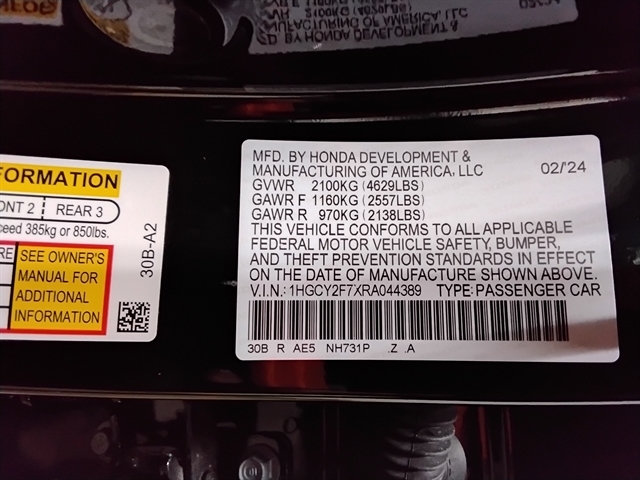 MFD. BY HONDA DEVELOPMENT &
MANUFACTURING OF AMERICA, LLC 02/'24
GVWR 2100KG (4629LBS)
GAWR F 1160KG (2557LBS)
GAWR R 970KG (2138LBS)
THIS VEHICLE CONFORMS TO ALL APPLICABLE
FEDERAL MOTOR VEHICLE SAFETY, BUMPER,
AND THEFT PREVENTION STANDARDS IN EFFECT
ON THE DATE OF MANUFACTURE SHOWN ABOVE.
V.I.N.: 1HGCY2F7XRA044389 TYPE: PASSENGER CAR
30B R AE5 NH731P .Z .A
FORMATION
ONT 2 REAR 3
ceed 385kg or 850lbs.
RE
SEE OWNER'S
MANUAL FOR
ADDITIONAL
INFORMATION
30B-A2